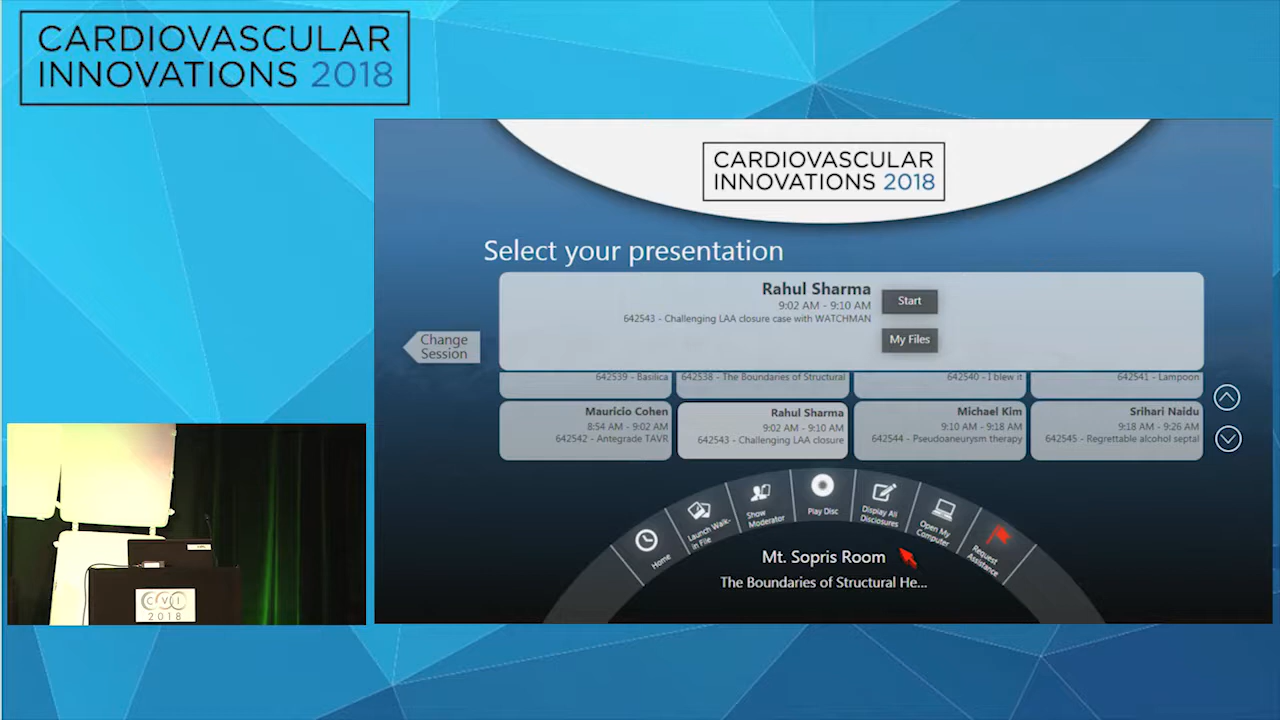 CARDIOVASCULAR
INNOVATIONS 2018
CARDIOVASCULAR
INNOVATIONS 2018
Select your presentation
Rahul Sharma
9:02 AM - 9:10 AM
642543 - Challenging LAA closure case with WATCHMAN
Start
My Files
Change
Session
642539 - Basilica
642538 - The Boundaries of Structural
642540 - I blew it
642541 - Lampoon
Mauricio Cohen
8:54 AM - 9:02 AM
642542 - Antegrade TAVR
Rahul Sharma
9:02 AM - 9:10 AM
642543 - Challenging LAA closure
Michael Kim
9:10 AM - 9:18 AM
642544 - Pseudoaneurysm therapy
Srihari Naidu
9:18 AM - 9:26 AM
642545 - Regrettable alcohol septal
Home
Launch Walk-
in File
Show
Moderator
Play Disc
Display All
Disclosures
Open My
Computer
Request
Assistance
Mt. Sopris Room
The Boundaries of Structural He...
CVI
2018